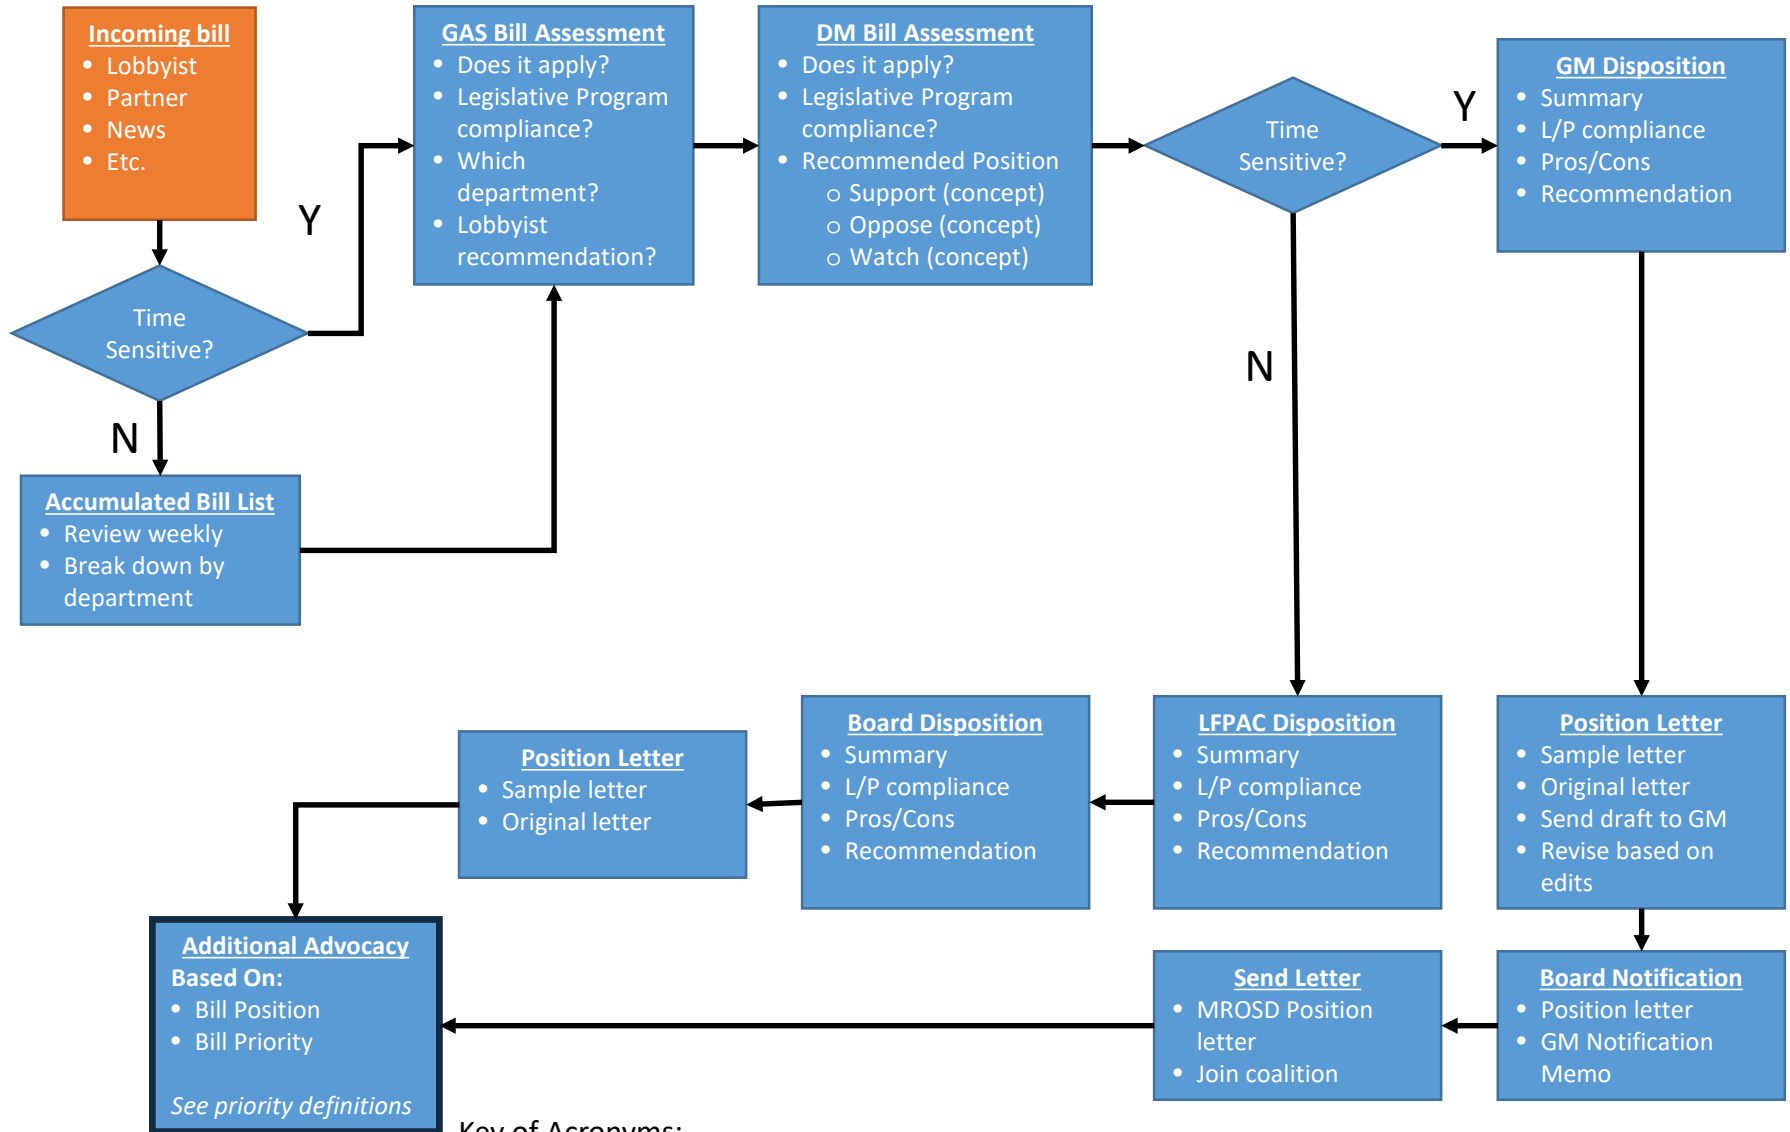 Incoming bill
• Lobbyist
• Partner
• News
• Etc.
Time
Sensitive?
Y
N
Accumulated Bill List
• Review weekly
• Break down by
department
GAS Bill Assessment
• Does it apply?
• Legislative Program
compliance?
• Which
department?
• Lobbyist
recommendation?
DM Bill Assessment
• Does it apply?
• Legislative Program
compliance?
• Recommended Position
o Support (concept)
o Oppose (concept)
o Watch (concept)
Time
Sensitive?
Y
N
GM Disposition
• Summary
• L/P compliance
• Pros/Cons
• Recommendation
Position Letter
• Sample letter
• Original letter
• Send draft to GM
• Revise based on
edits
Board Notification
• Position letter
• GM Notification
Memo
Send Letter
• MROSD Position
letter
• Join coalition
LFPAC Disposition
• Summary
• L/P compliance
• Pros/Cons
• Recommendation
Board Disposition
• Summary
• L/P compliance
• Pros/Cons
• Recommendation
Position Letter
• Sample letter
• Original letter
Additional Advocacy
Based On:
• Bill Position
• Bill Priority
See priority definitions
Key of Acronyms: